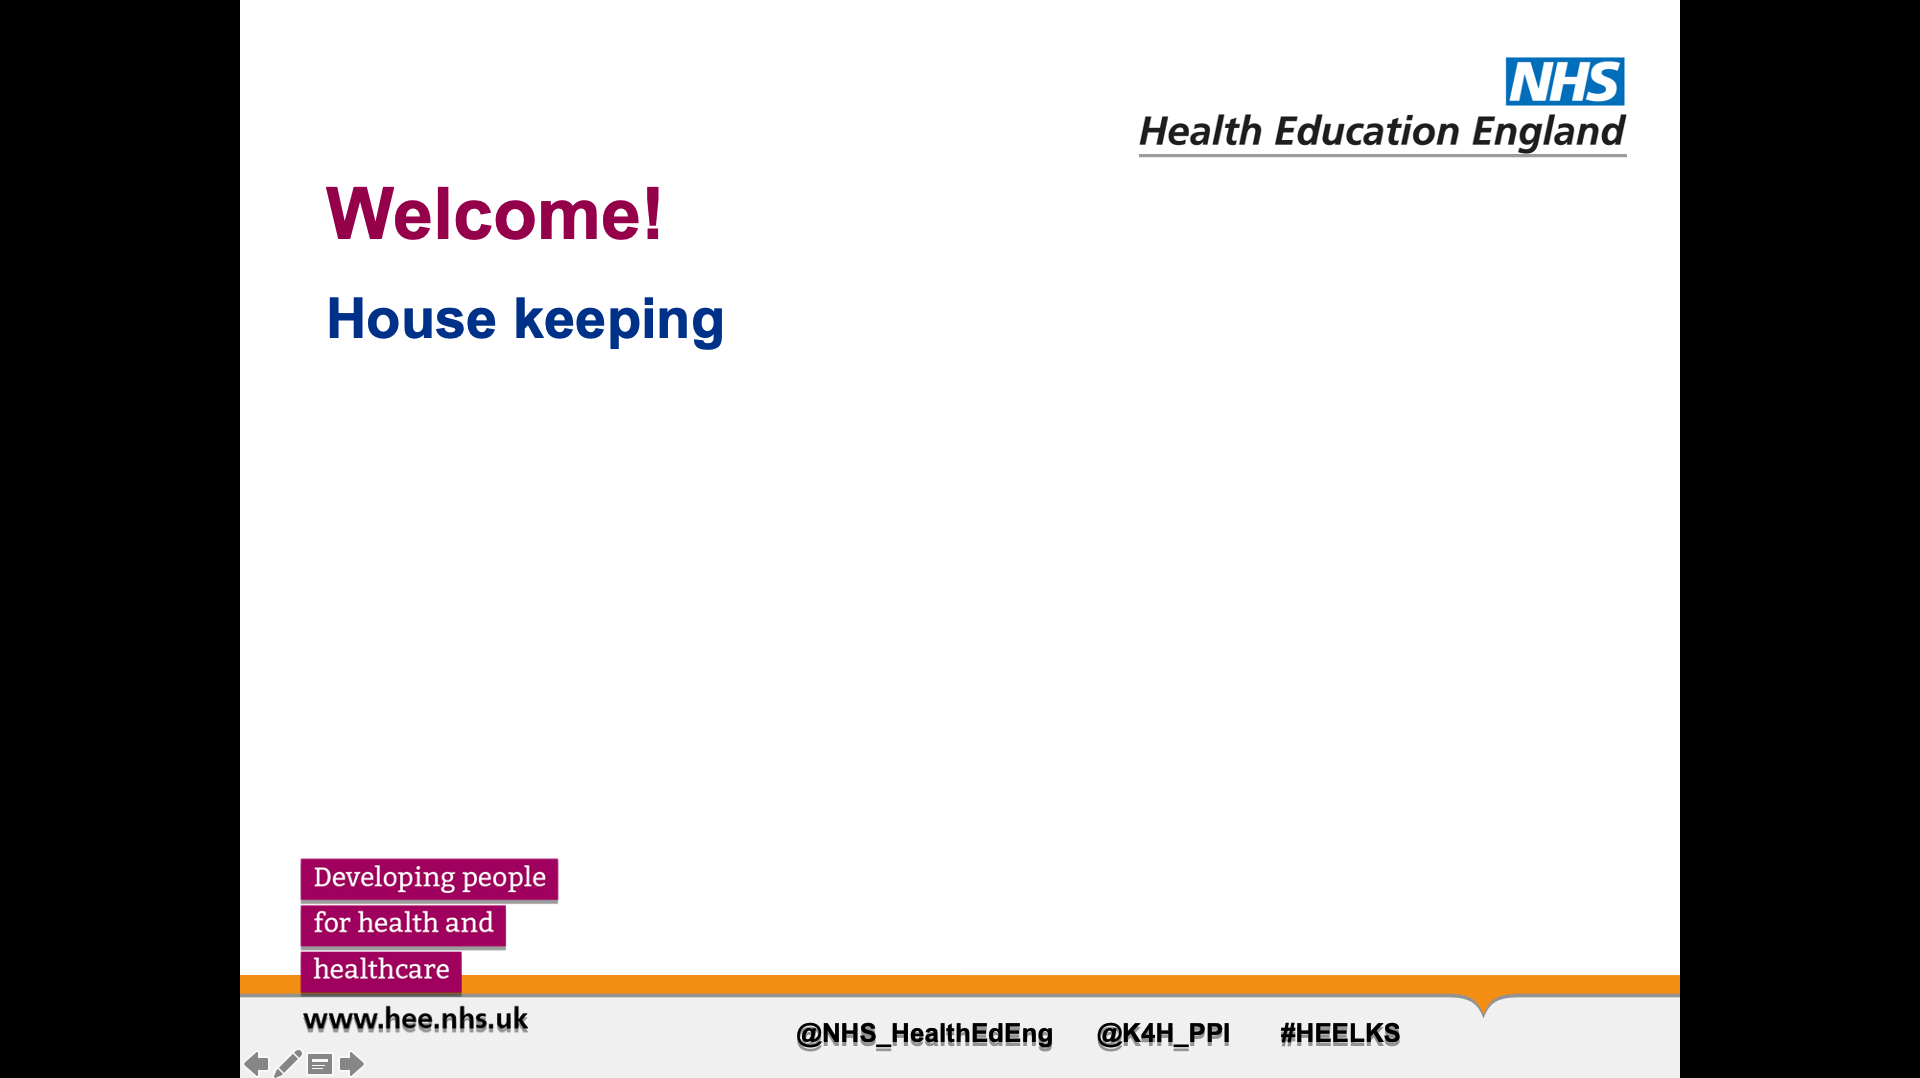 NHS
Health Education England
Welcome!
House keeping
Developing people
for health and
healthcare
www.hee.nhs.uk
@NHS_HealthEdEng @K4H_PPI #HEELKS